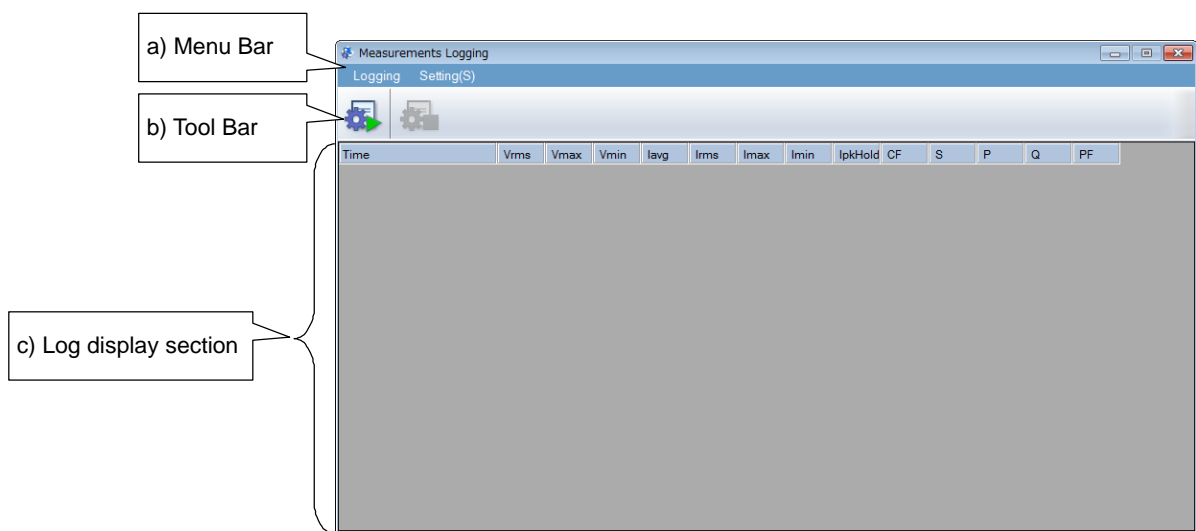 a) Menu Bar
Measurements Logging
Logging Setting(S)
b) Tool Bar
Time Vrms Vmax Vmin Iavg Irms Imax Imin IpkHold CF S P Q PF
c) Log display section